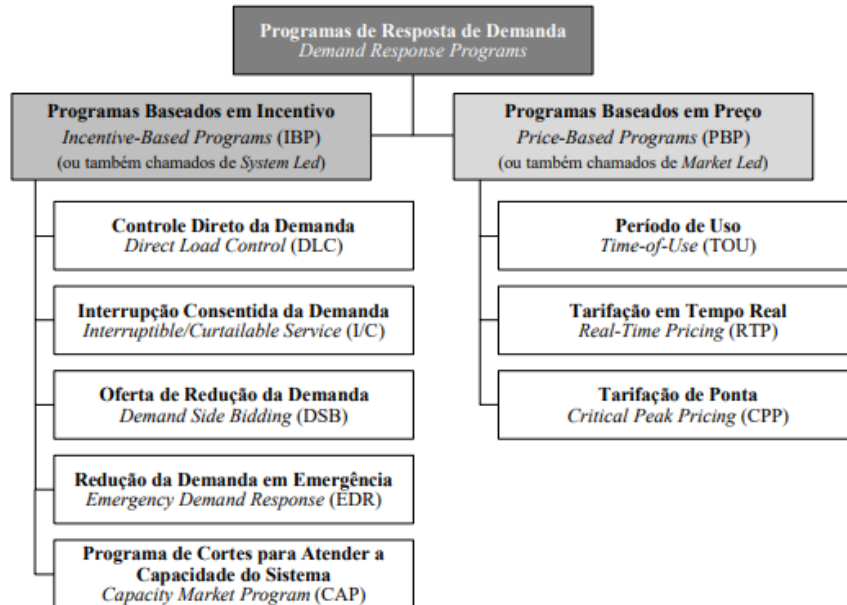 Programas de Resposta de Demanda
Demand Response Programs
Programas Baseados em Incentivo
Incentive-Based Programs (IBP)
(ou também chamados de System Led)
Controle Direto da Demanda
Direct Load Control (DLC)
Interrupção Consentida da Demanda
Interruptible/Curtailable Service (I/C)
Oferta de Redução da Demanda
Demand Side Bidding (DSB)
Redução da Demanda em Emergência
Emergency Demand Response (EDR)
Programa de Cortes para Atender a
Capacidade do Sistema
Capacity Market Program (CAP)
Programas Baseados em Preço
Price-Based Programs (PBP)
(ou também chamados de Market Led)
Período de Uso
Time-of-Use (TOU)
Tarifação em Tempo Real
Real-Time Pricing (RTP)
Tarifação de Ponta
Critical Peak Pricing (CPP)